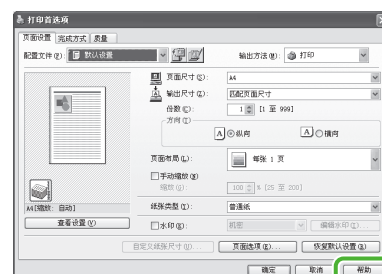 打印首选项
页面设置 完成方式 质量
配置文件(F): 默认设置 输出方法(M): 打印
页面尺寸(S): A4
输出尺寸(Z): 匹配页面尺寸
份数(C): 1 [1 至 999]
方向(T)
A 纵向 A 横向
页面布局(L): 每张 1 页
手动缩放(N)
缩放(G): 100 % [25 至 200]
A4[缩放: 自动]
纸张类型(I): 普通纸
查看设置(V) 水印(R): 机密 编辑水印(E)...
自定义纸张尺寸(U)... 页面选项(O)... 恢复默认设置(R)
确定 取消 帮助